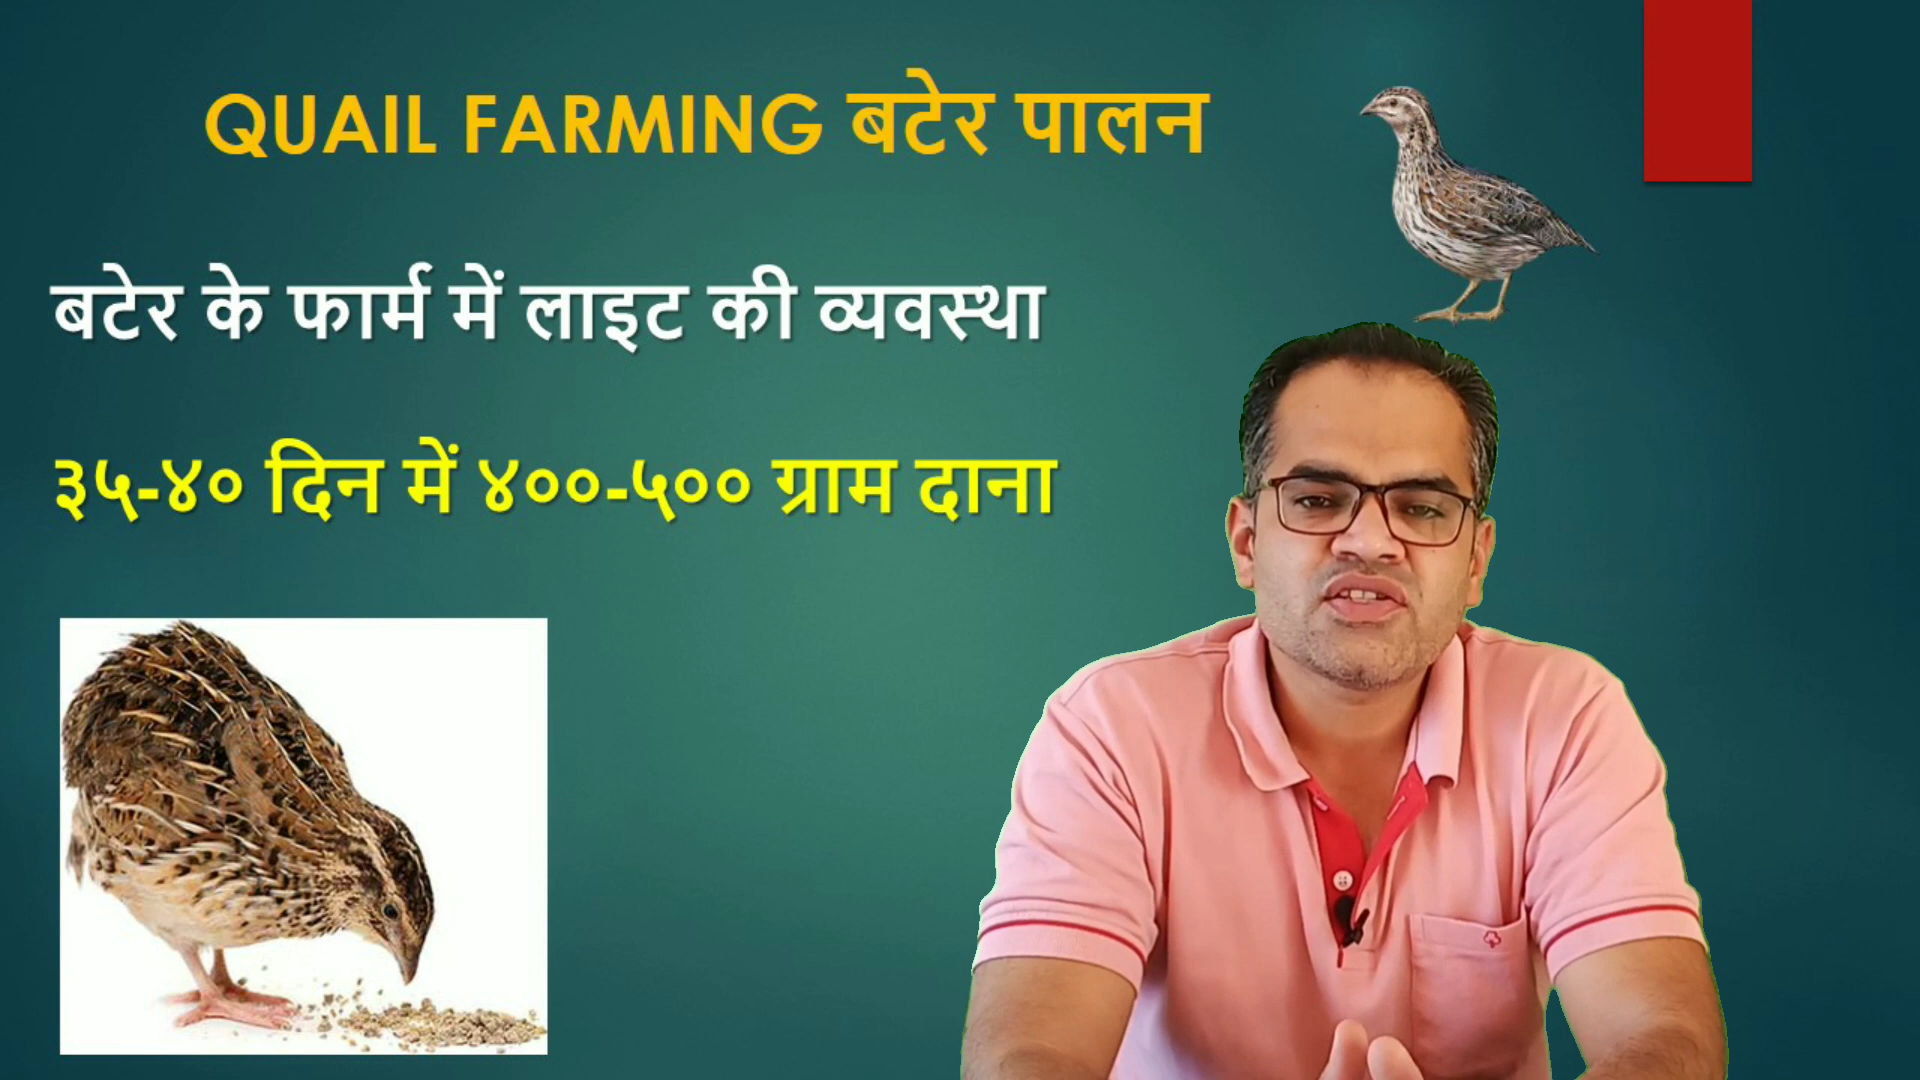 QUAIL FARMING बटेर पालन
बटेर के फार्म में लाइट की व्यवस्था
३५-४० दिन में ४००-५०० ग्राम दाना